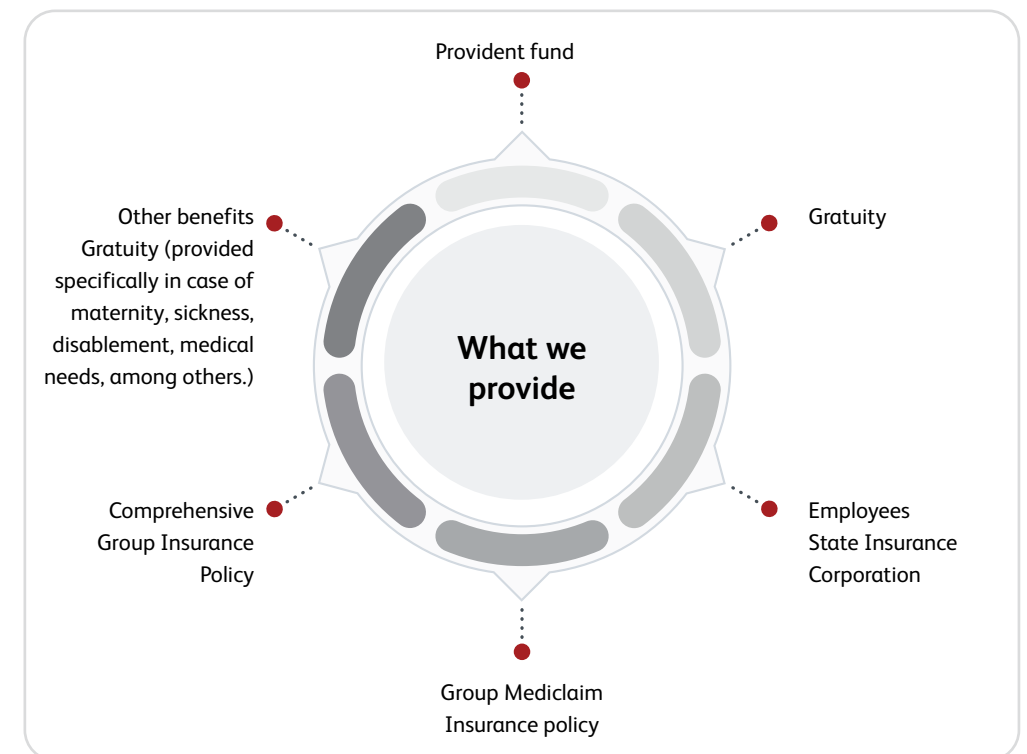 Provident fund
Other benefits
Gratuity (provided
specifically in case of
maternity, sickness,
disablement, medical
needs, among others.)
Gratuity
What we
provide
Comprehensive
Group Insurance
Policy
Employees
State Insurance
Corporation
Group Mediclaim
Insurance policy